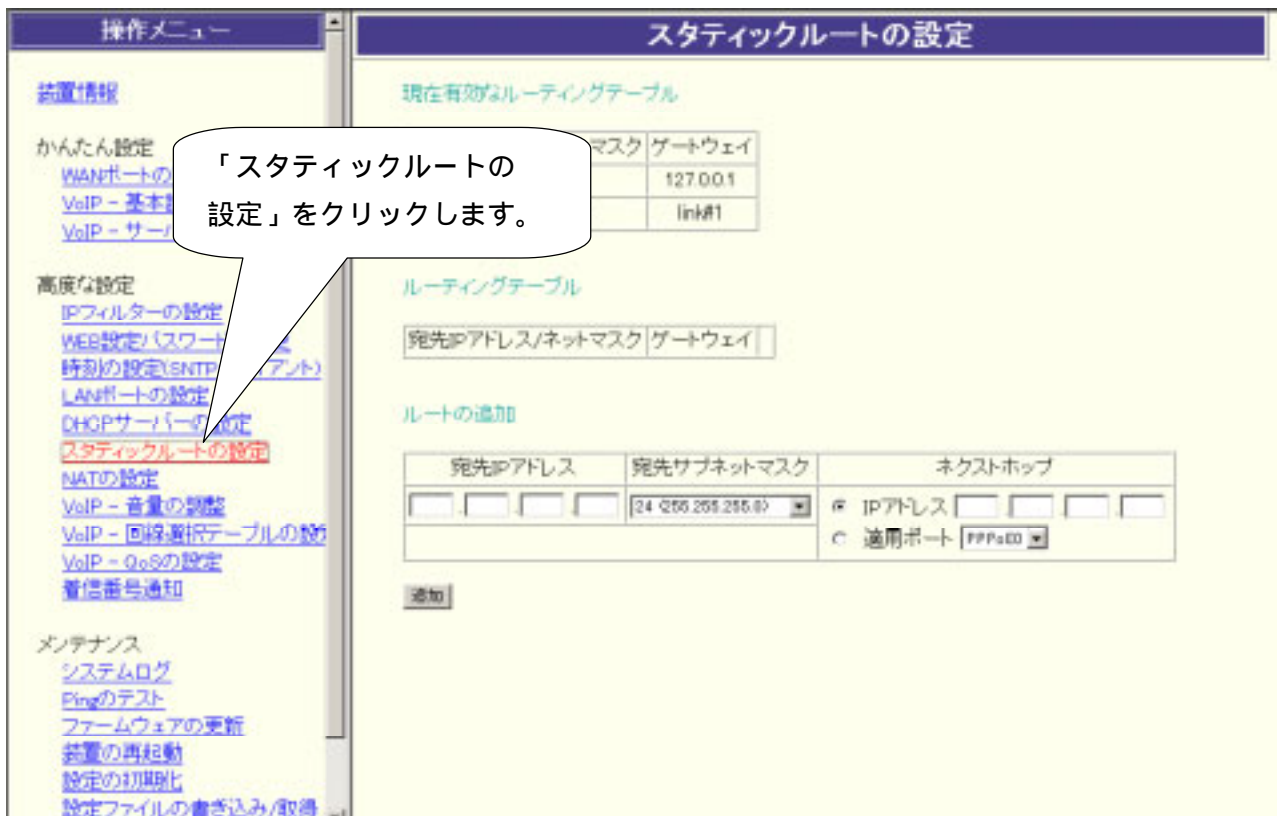 操作メニュー
装置情報
かんたん設定
WANポートの
VoIP - 基本
VoIP - サー
高度な設定
IPフィルターの設定
WEB設定パスワー
時刻の設定(SNTP イアント)
LANポートの設定
DHCPサーバーの設定
スタティックルートの設定
NATの設定
VoIP - 音量の調整
VoIP - 回線選択テーブルの設
VoIP - QoSの設定
着信番号通知
メンテナンス
システムログ
Pingのテスト
ファームウェアの更新
装置の再起動
設定の初期化
設定ファイルの書き込み/取得
「スタティックルートの
設定」をクリックします。
スタティックルートの設定
現在有効なルーティングテーブル
マスク ゲートウェイ
127.0.0.1
link#1
ルーティングテーブル
宛先IPアドレス/ネットマスク ゲートウェイ
ルートの追加
宛先IPアドレス 宛先サブネットマスク ネクストホップ
. . . 24 (255.255.255.0) IPアドレス . . .
適用ポート PPPoE0
追加